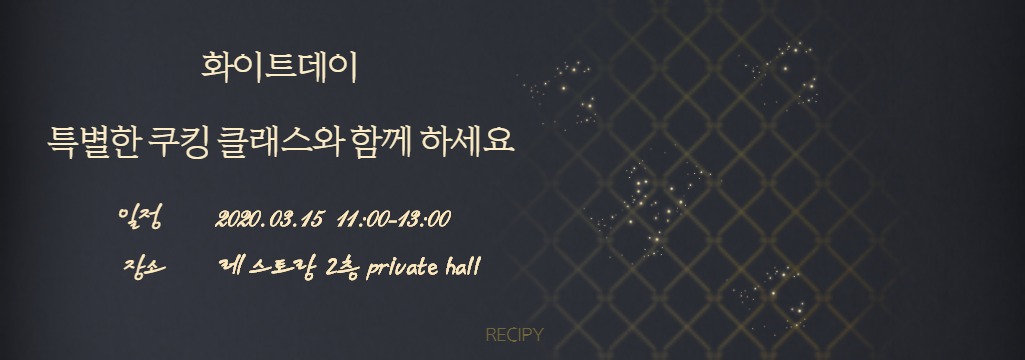 화이트데이
특별한 쿠킹 클래스와 함께 하세요
일정 2020.03.15 11:00-13:00
장소 레 스토랑 2층 private hall
RECIPY